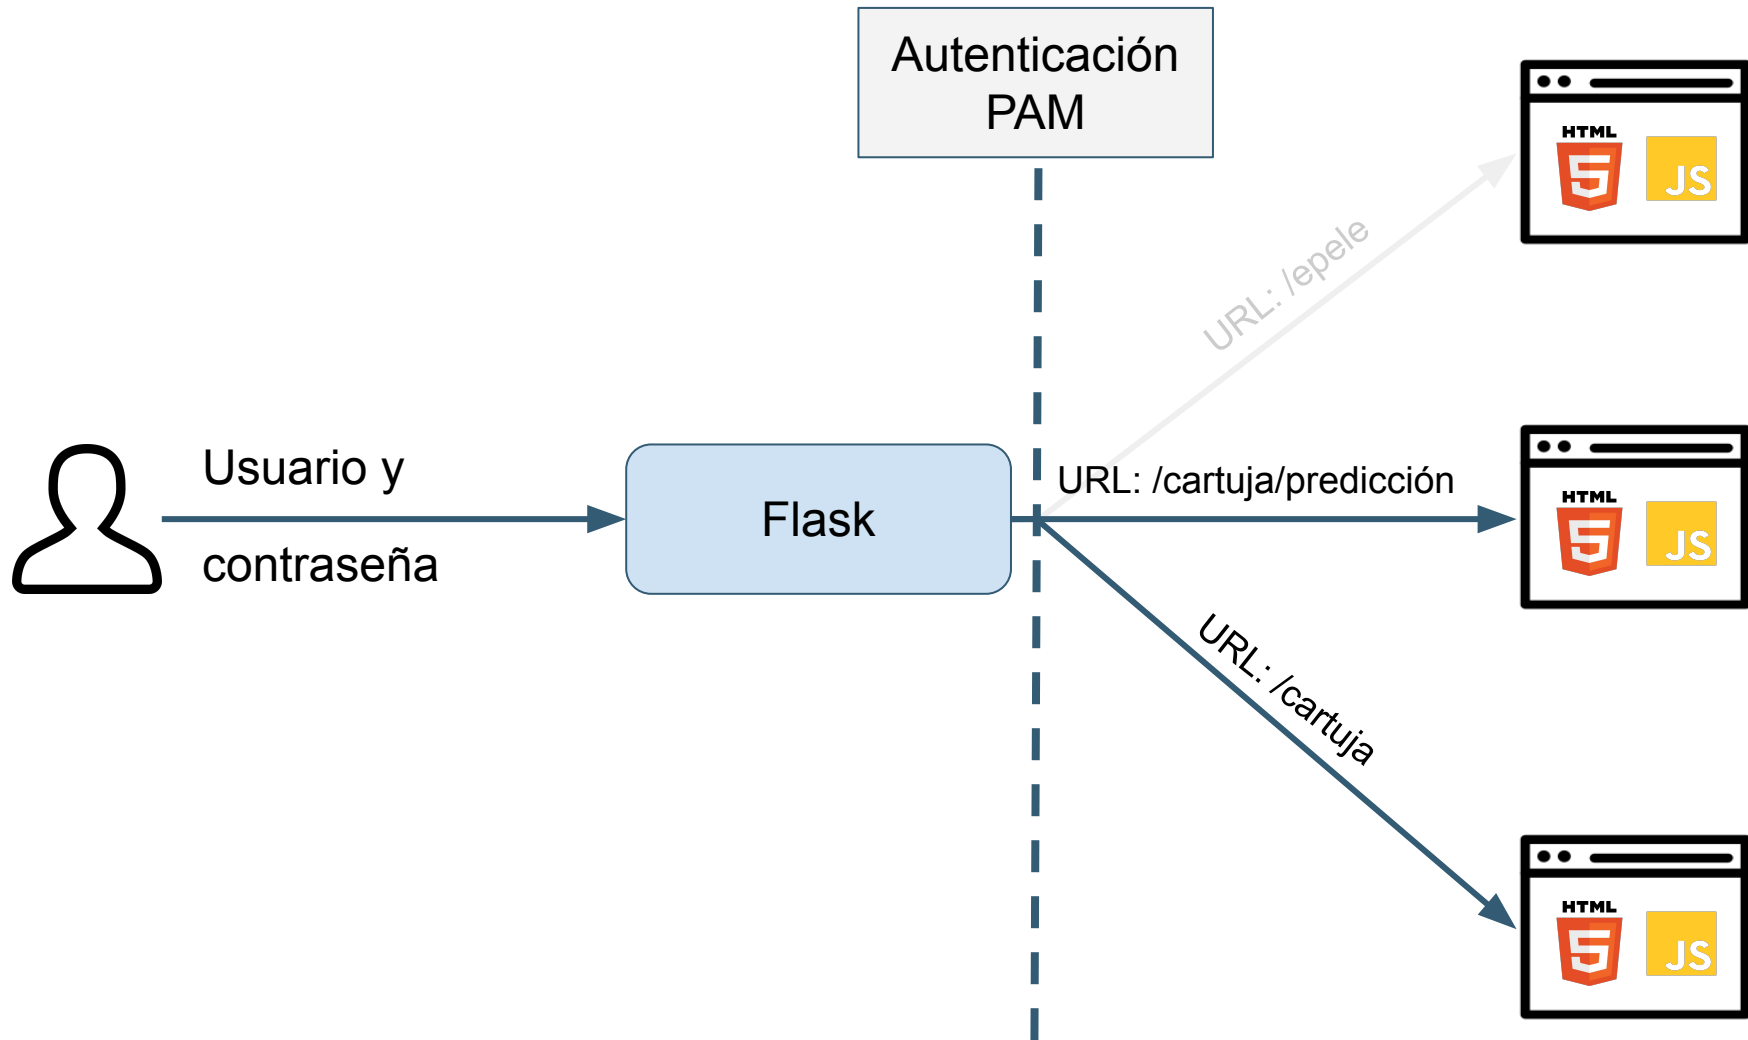 Autenticación
PAM
HTML
JS
URL: /epele
Usuario y
contraseña
Flask
URL: /cartuja/predicción
HTML
JS
URL: /cartuja
HTML
JS